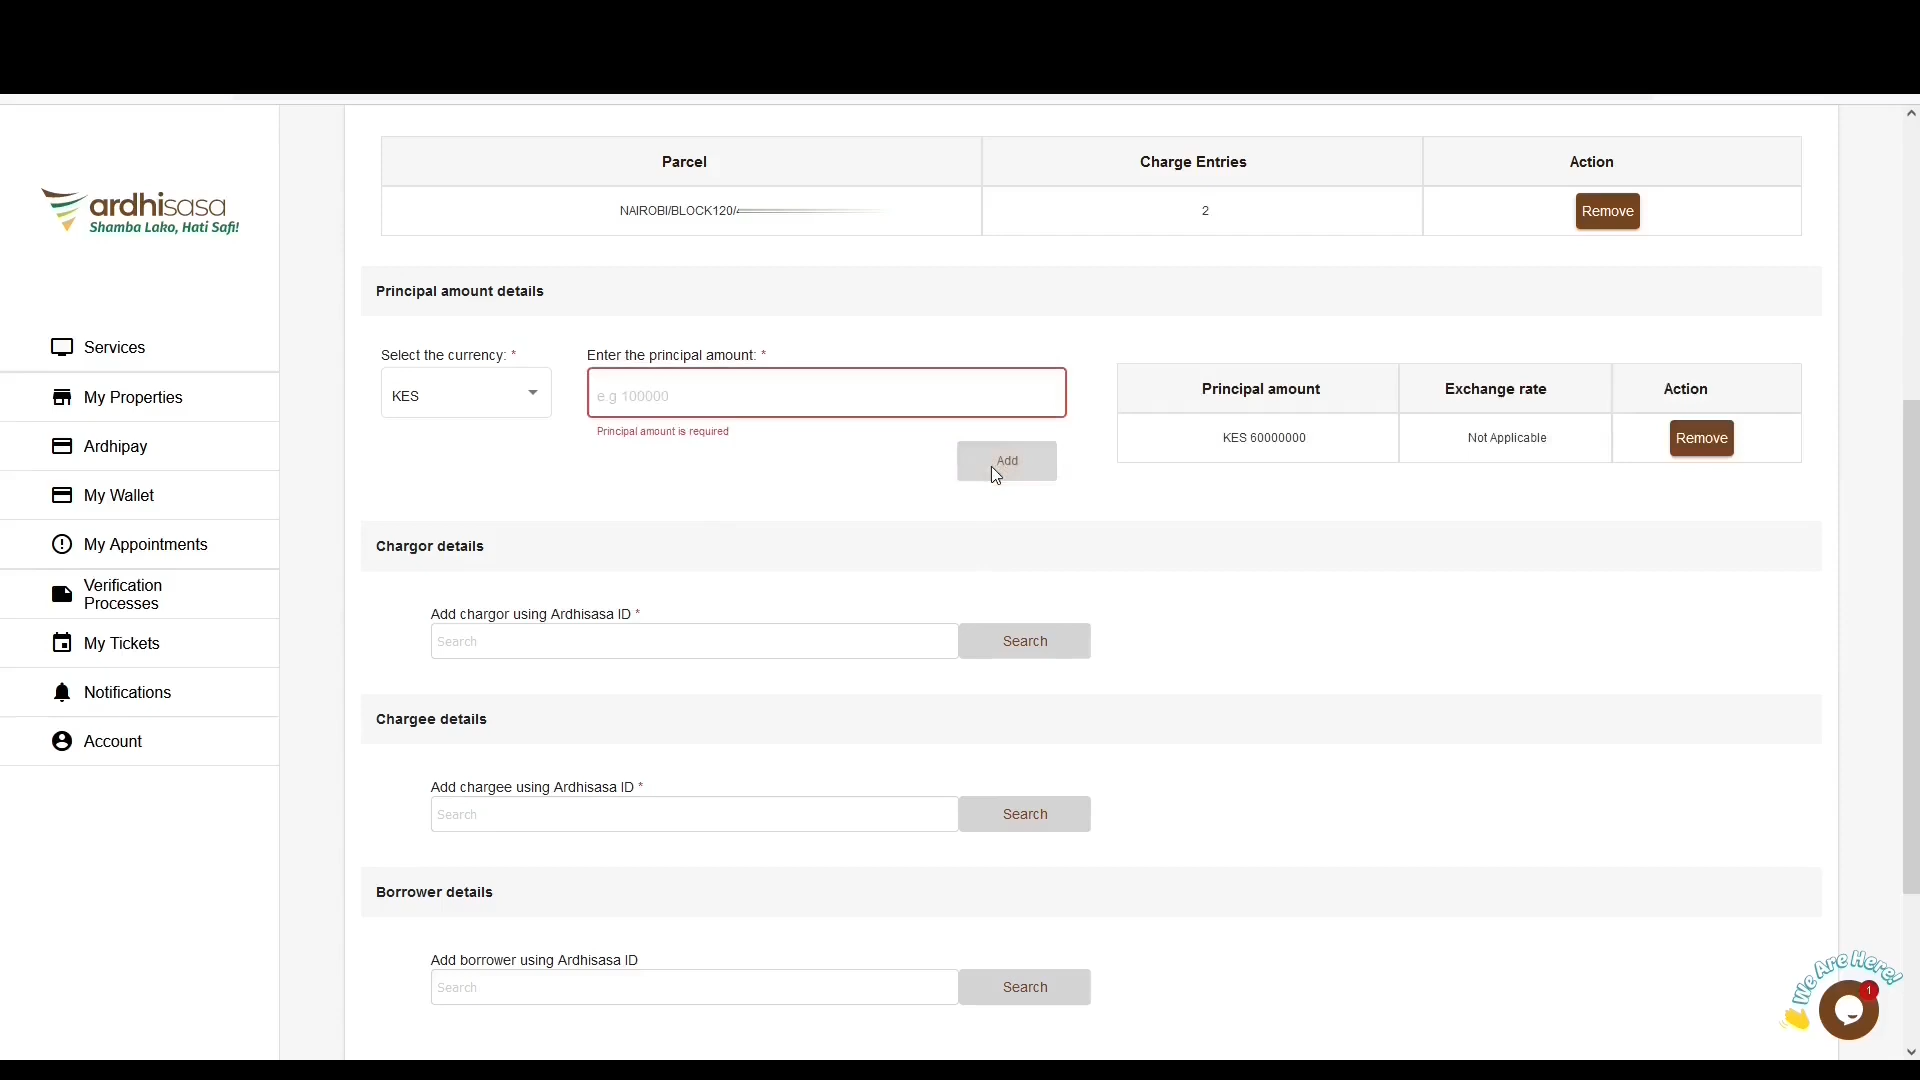 Parcel
Charge Entries
Action
NAIROBI/BLOCK120/
2
Remove
ardhisasa
Shamba Lako, Hati Safi!
Services
My Properties
Ardhipay
My Wallet
My Appointments
Verification
Processes
My Tickets
Notifications
Account
Principal amount details
Select the currency: *
KES
Enter the principal amount: *
e.g 100000
Principal amount is required
Add
Principal amount
Exchange rate
Action
KES 60000000
Not Applicable
Remove
Chargor details
Add chargor using Ardhisasa ID *
Search
Search
Chargee details
Add chargee using Ardhisasa ID *
Search
Search
Borrower details
Add borrower using Ardhisasa ID
Search
Search
We Are Here!
1